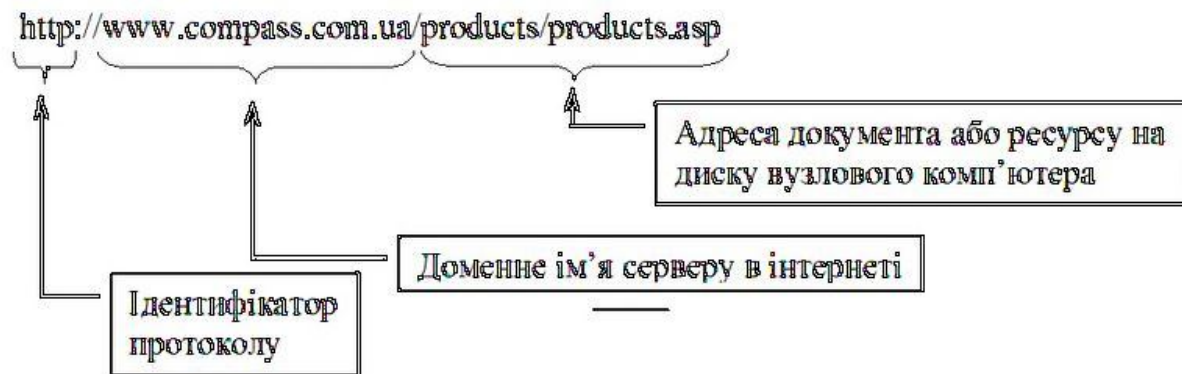 http://www.compass.com.ua/products/products.asp
Адреса документа або ресурсу на
диску вузлового комп’ютера
Доменне ім’я серверу в інтернеті
Ідентифікатор
протоколу